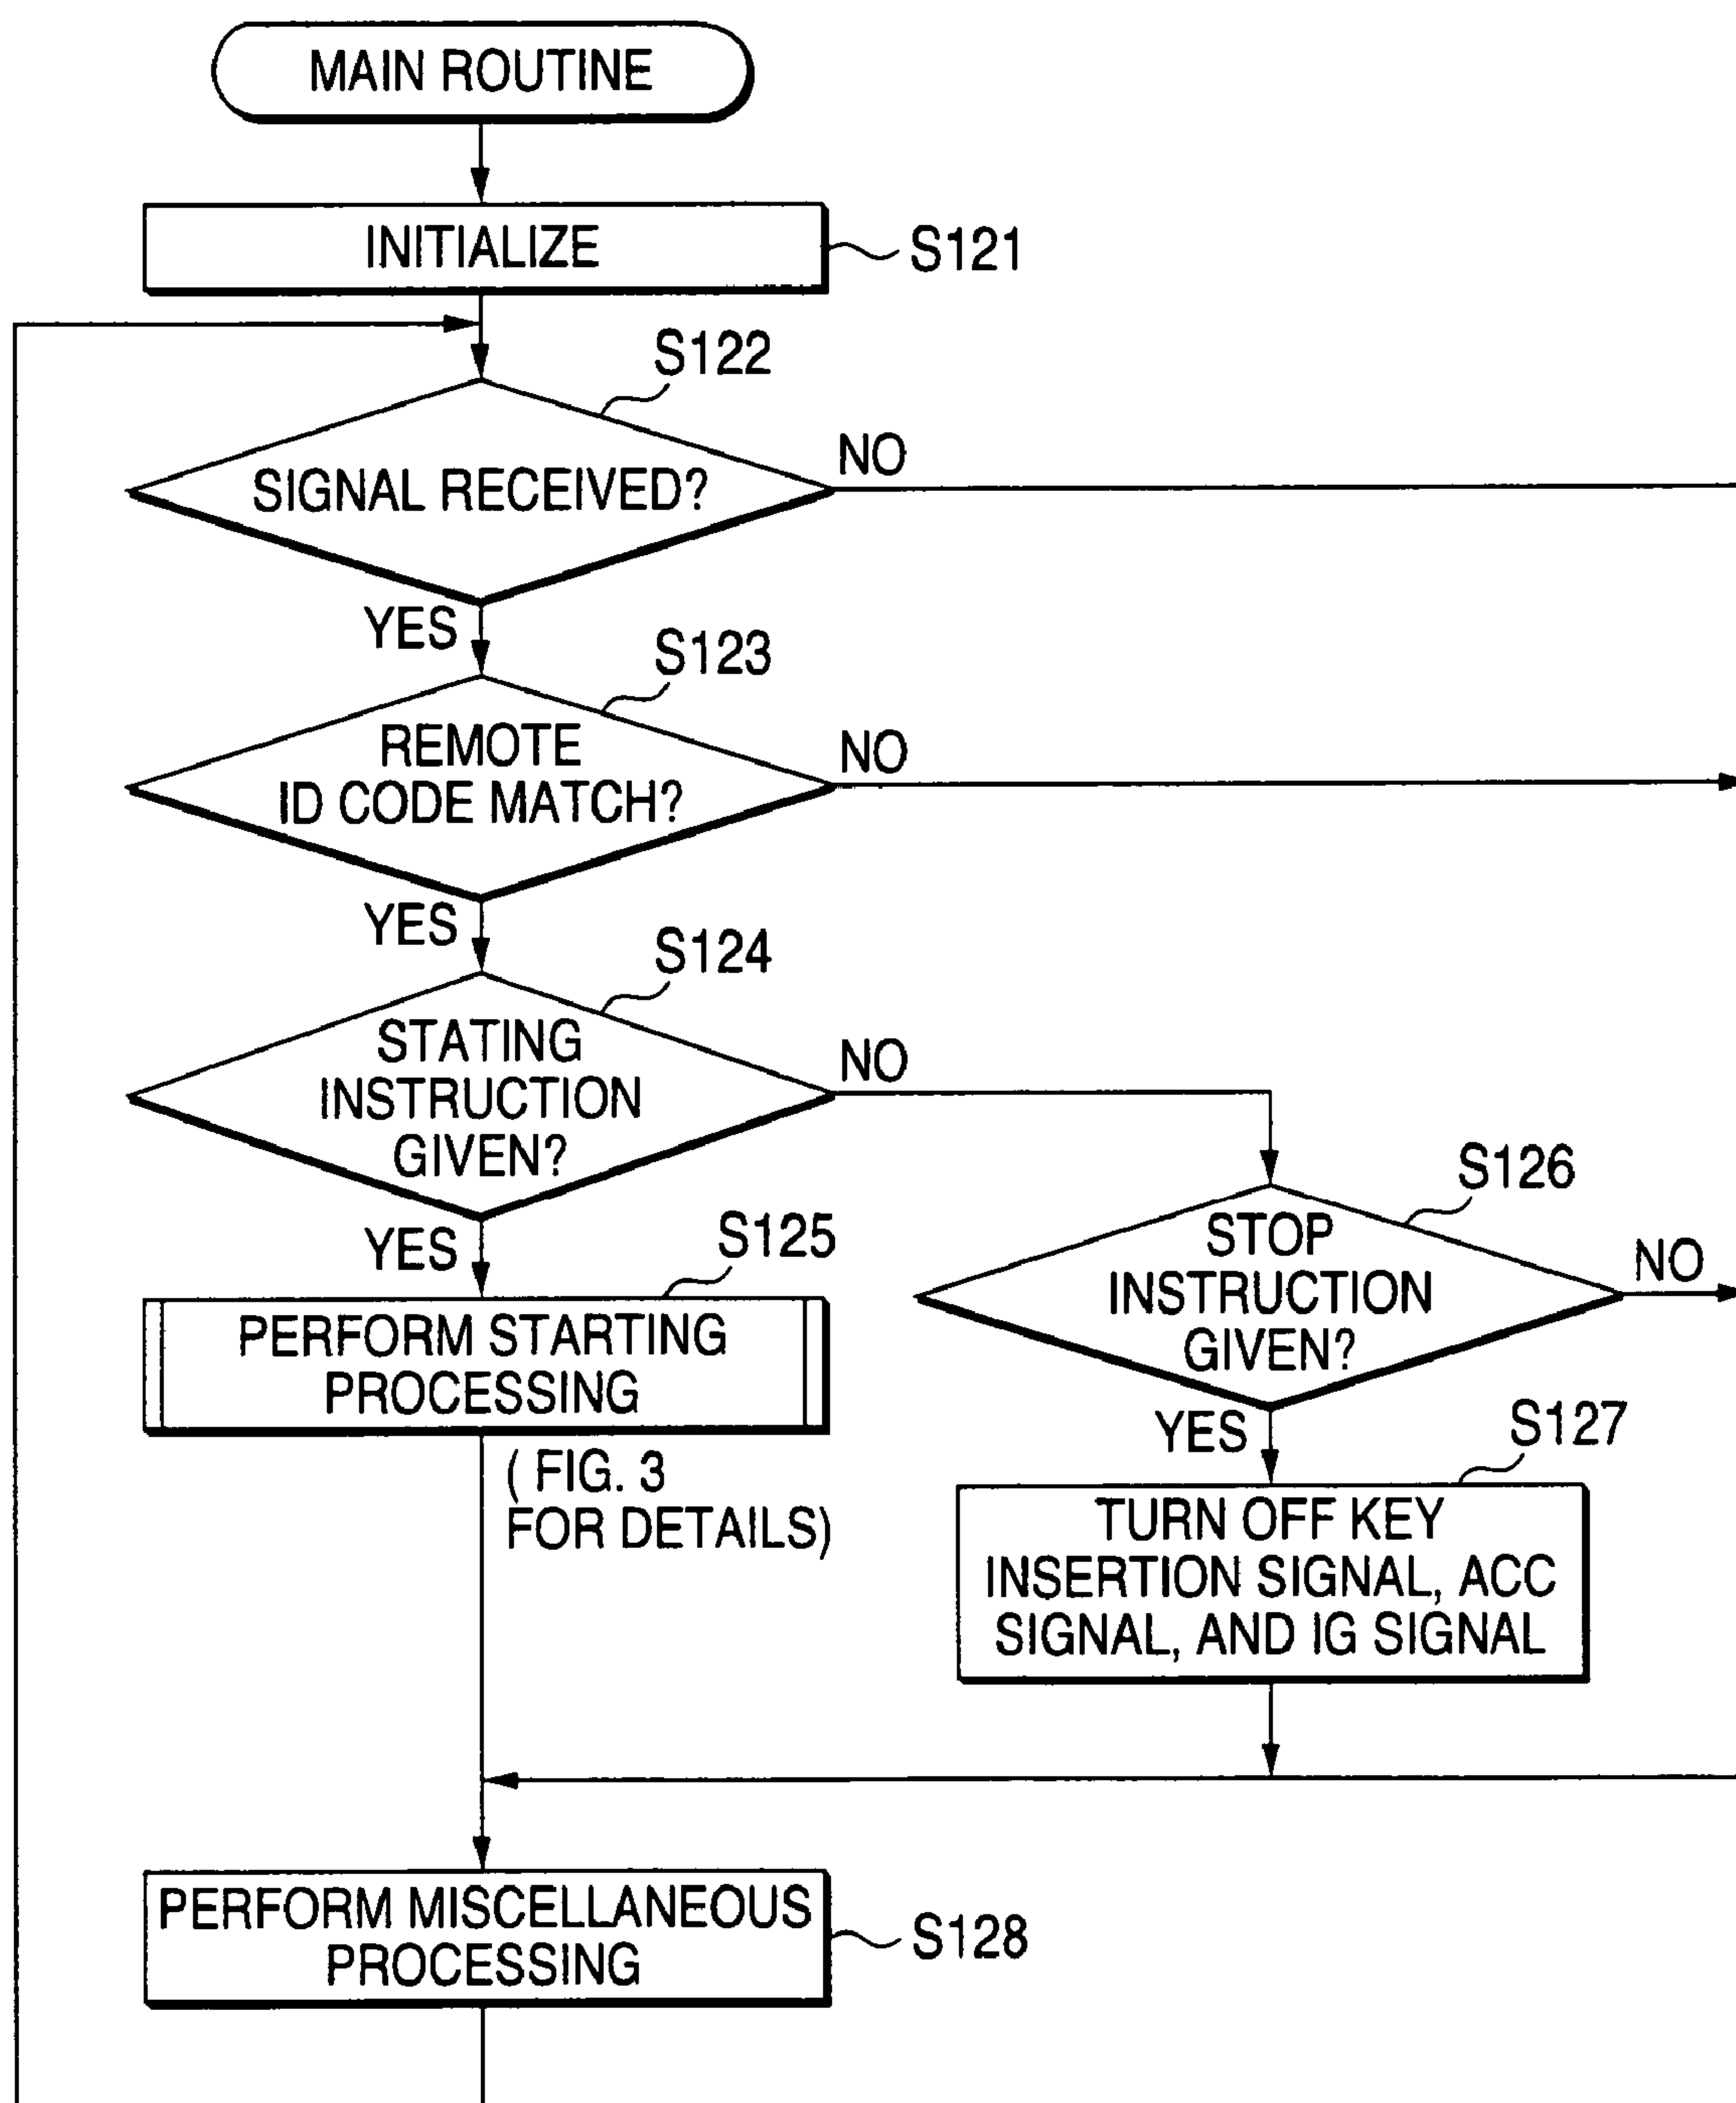 MAIN ROUTINE
INITIALIZE
S121
S122
SIGNAL RECEIVED?
NO
YES
S123
REMOTE
ID CODE MATCH?
NO
YES
S124
STATING
INSTRUCTION
GIVEN?
NO
YES
S125
PERFORM STARTING
PROCESSING
( FIG. 3
FOR DETAILS)
S126
STOP
INSTRUCTION
GIVEN?
NO
YES
S127
TURN OFF KEY
INSERTION SIGNAL, ACC
SIGNAL, AND IG SIGNAL
PERFORM MISCELLANEOUS
PROCESSING
S128